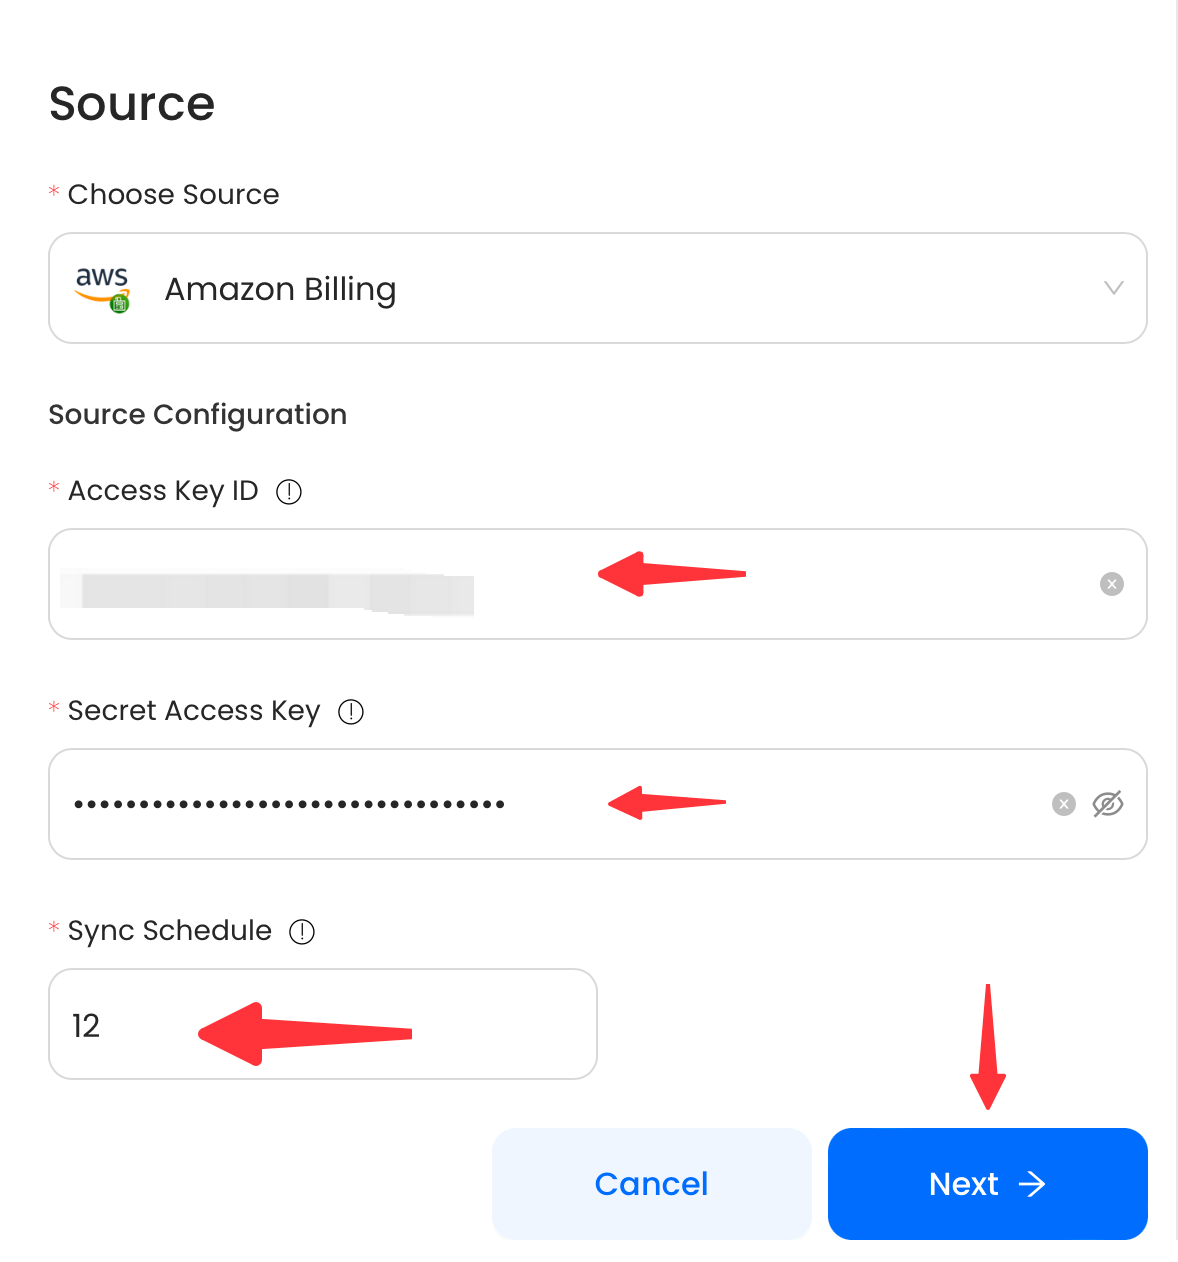 Source
* Choose Source
aws
Amazon Billing
Source Configuration
* Access Key ID
* Secret Access Key
•••••••••••••••••••••••••••••••••
* Sync Schedule
12
Cancel
Next →